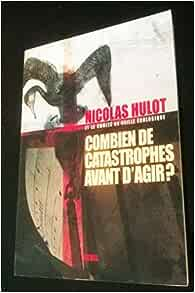 NICOLAS HULOT
ET LE COMITÉ DE VEILLE ÉCOLOGIQUE
COMBIEN DE
CATASTROPHES
AVANT D'AGIR?